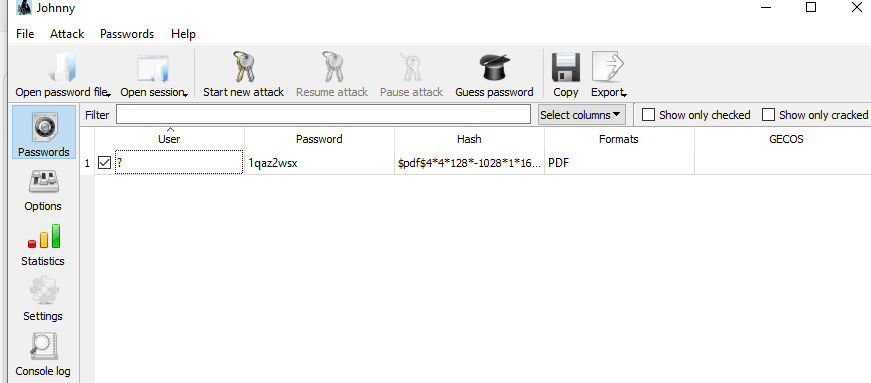 Johnny
File Attack Passwords Help
Open password file Open session Start new attack Resume attack Pause attack Guess password Copy Export
Filter Select columns Show only checked Show only cracked
Passwords
User Password Hash Formats GECOS
1 ? 1qaz2wsx $pdf$4*4*128*-1028*1*16... PDF
Options
Statistics
Settings
Console log